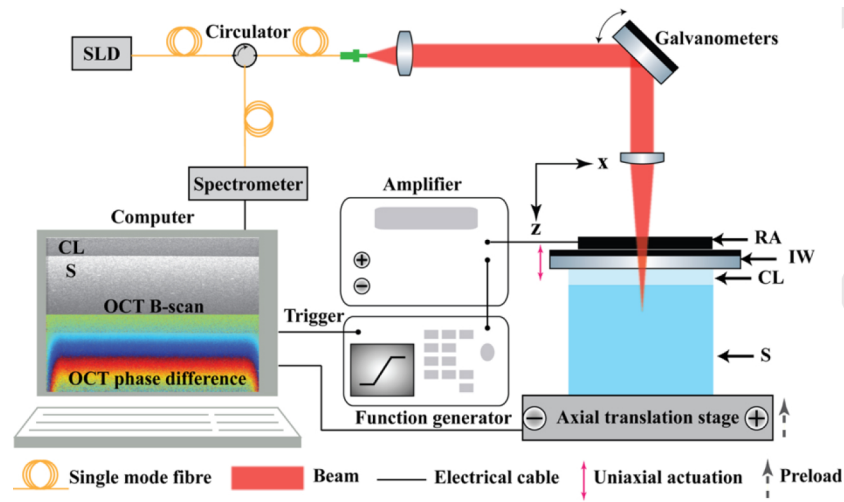 SLD
Circulator
Galvanometers
Spectrometer
x
z
Computer
Amplifier
RA
IW
CL
S
CL
S
OCT B-scan
OCT phase difference
Trigger
Function generator
Axial translation stage
Single mode fibre
Beam
Electrical cable
Uniaxial actuation
Preload